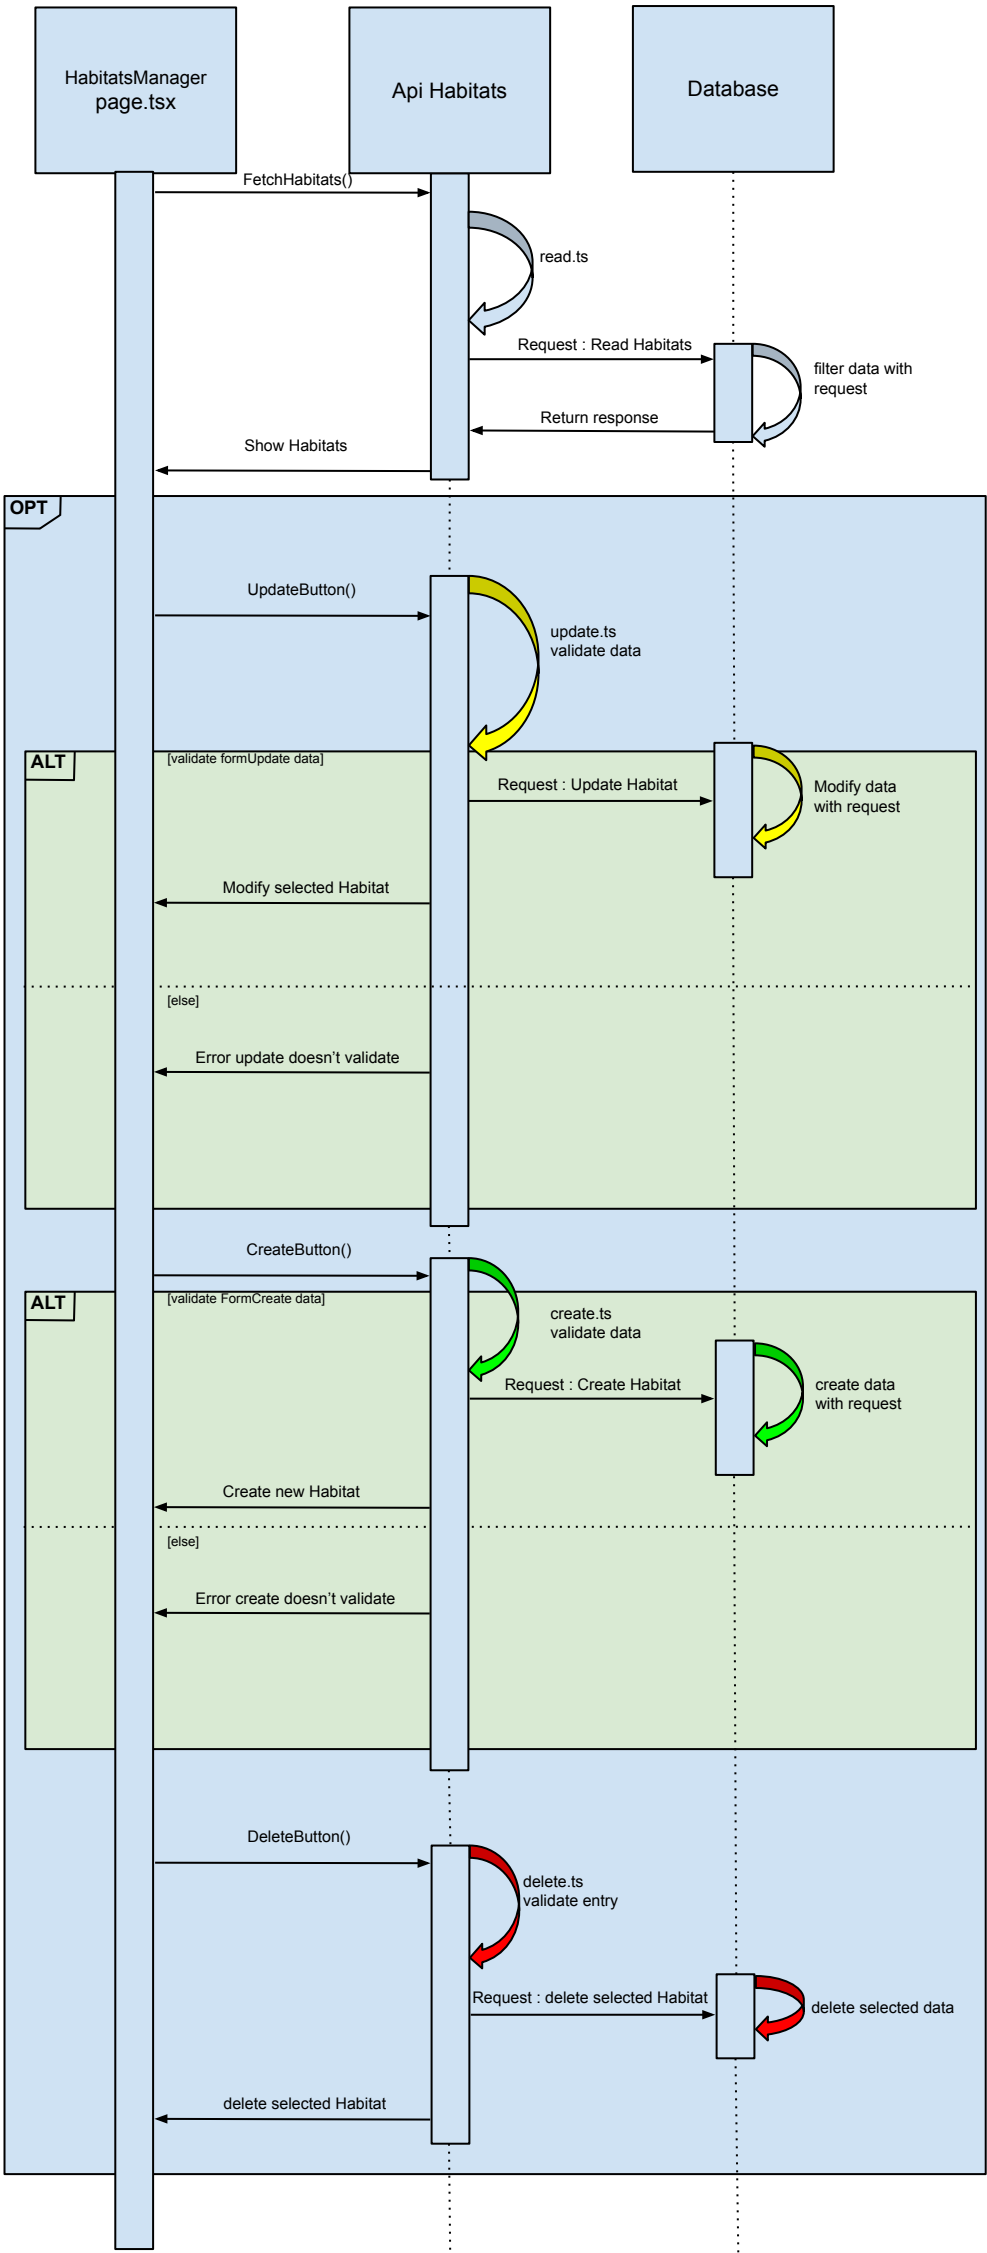 HabitatsManager
page.tsx
Api Habitats
Database
FetchHabitats()
read.ts
Request : Read Habitats
filter data with
request
Return response
Show Habitats
OPT
UpdateButton()
update.ts
validate data
ALT
[validate formUpdate data]
Request : Update Habitat
Modify data
with request
Modify selected Habitat
[else]
Error update doesn't validate
CreateButton()
ALT
[validate FormCreate data]
create.ts
validate data
Request : Create Habitat
create data
with request
Create new Habitat
[else]
Error create doesn't validate
DeleteButton()
delete.ts
validate entry
Request : delete selected Habitat
delete selected data
delete selected Habitat